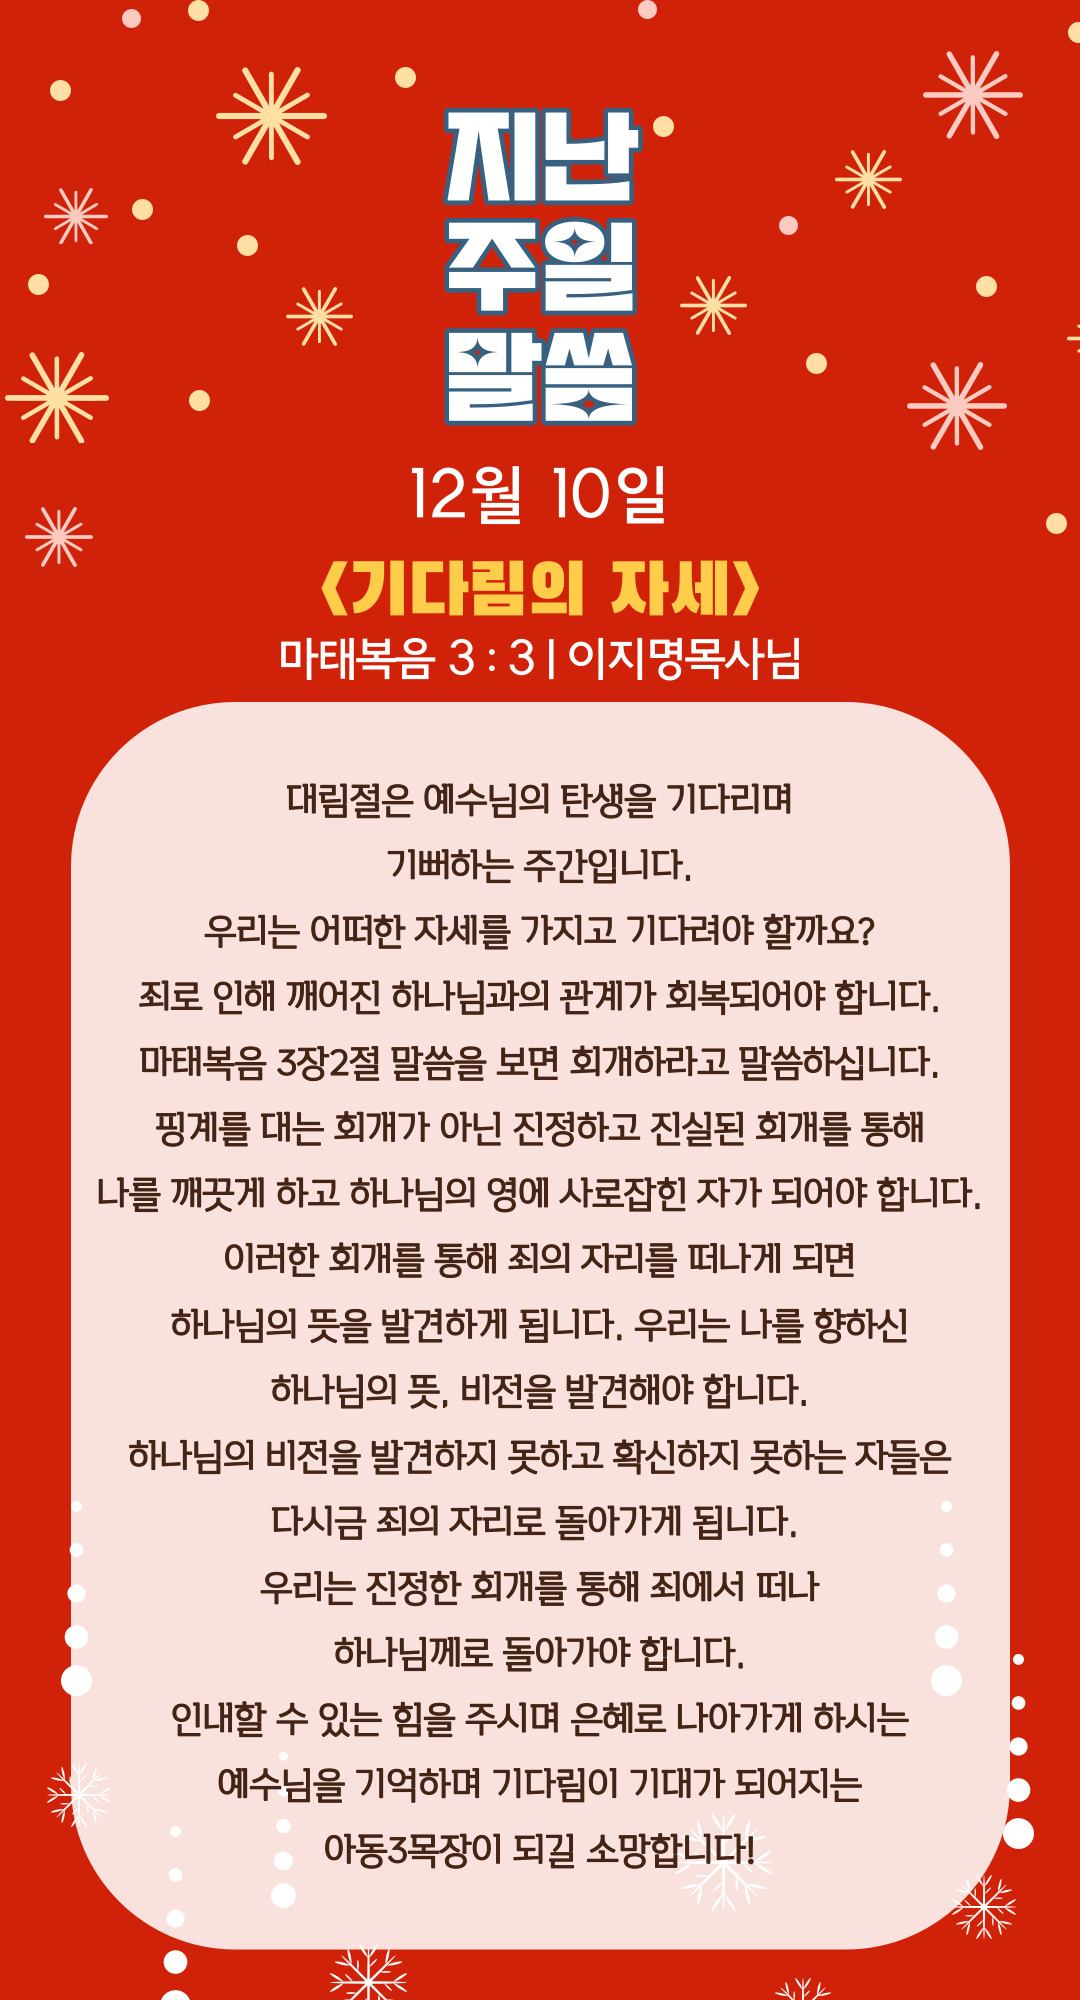 지난
주일
말씀
12월 10일
《기다림의 자세》
마태복음 3 : 3 | 이지명목사님
대림절은 예수님의 탄생을 기다리며
기뻐하는 주간입니다.
우리는 어떠한 자세를 가지고 기다려야 할까요?
죄로 인해 깨어진 하나님과의 관계가 회복되어야 합니다.
마태복음 3장2절 말씀을 보면 회개하라고 말씀하십니다.
핑계를 대는 회개가 아닌 진정하고 진실된 회개를 통해
나를 깨끗게 하고 하나님의 영에 사로잡힌 자가 되어야 합니다.
이러한 회개를 통해 죄의 자리를 떠나게 되면
하나님의 뜻을 발견하게 됩니다. 우리는 나를 향하신
하나님의 뜻, 비전을 발견해야 합니다.
하나님의 비전을 발견하지 못하고 확신하지 못하는 자들은
다시금 죄의 자리로 돌아가게 됩니다.
우리는 진정한 회개를 통해 죄에서 떠나
하나님께로 돌아가야 합니다.
인내할 수 있는 힘을 주시며 은혜로 나아가게 하시는
예수님을 기억하며 기다림이 기대가 되어지는
아동3목장이 되길 소망합니다!